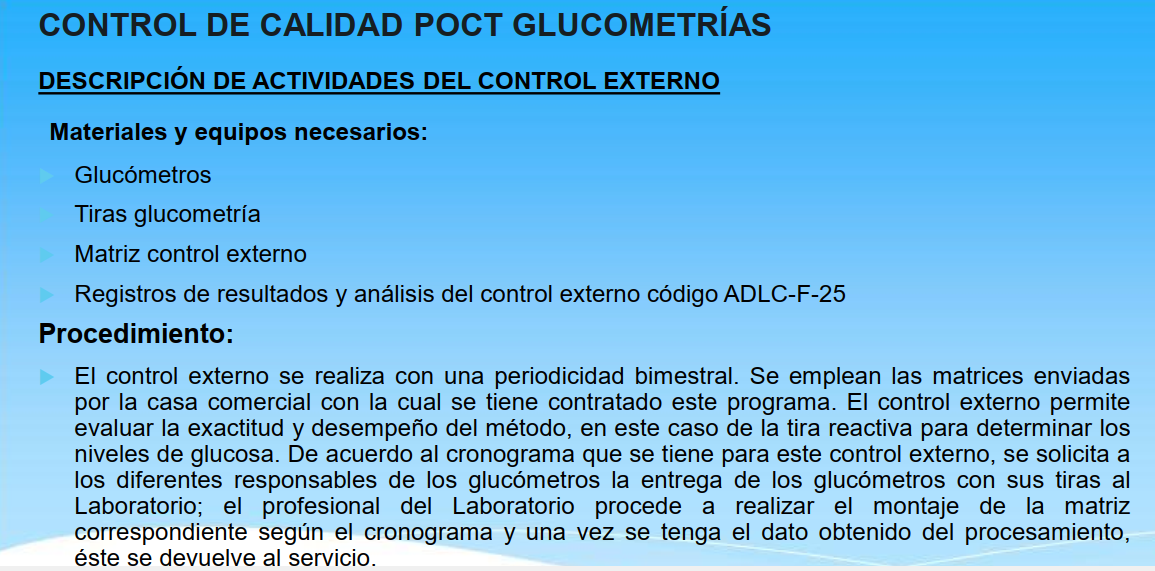 CONTROL DE CALIDAD POCT GLUCOMETRÍAS
DESCRIPCIÓN DE ACTIVIDADES DEL CONTROL EXTERNO
Materiales y equipos necesarios:
Glucómetros
Tiras glucometría
Matriz control externo
Registros de resultados y análisis del control externo código ADLC-F-25
Procedimiento:
El control externo se realiza con una periodicidad bimestral. Se emplean las matrices enviadas
por la casa comercial con la cual se tiene contratado este programa. El control externo permite
evaluar la exactitud y desempeño del método, en este caso de la tira reactiva para determinar los
niveles de glucosa. De acuerdo al cronograma que se tiene para este control externo, se solicita a
los diferentes responsables de los glucómetros la entrega de los glucómetros con sus tiras al
Laboratorio; el profesional del Laboratorio procede a realizar el montaje de la matriz
correspondiente según el cronograma y una vez se tenga el dato obtenido del procesamiento,
éste se devuelve al servicio.